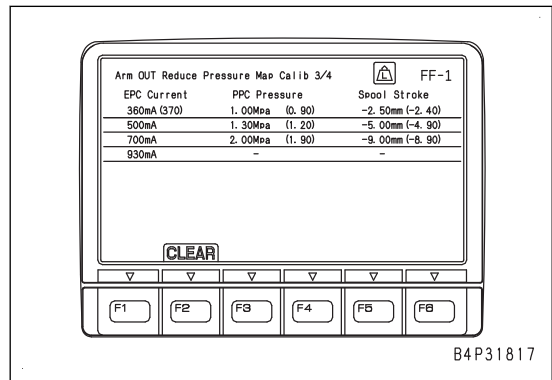 Arm OUT Reduce Pressure Map Calib 3/4 L FF-1
EPC Current PPC Pressure Spool Stroke
360mA (370) 1. 00Mpa (0. 90) -2. 50mm (-2. 40)
500mA 1. 30Mpa (1. 20) -5. 00mm (-4. 90)
700mA 2. 00Mpa (1. 90) -9. 00mm (-8. 90)
930mA - -
CLEAR
F1 F2 F3 F4 F5 F6
B4P31817